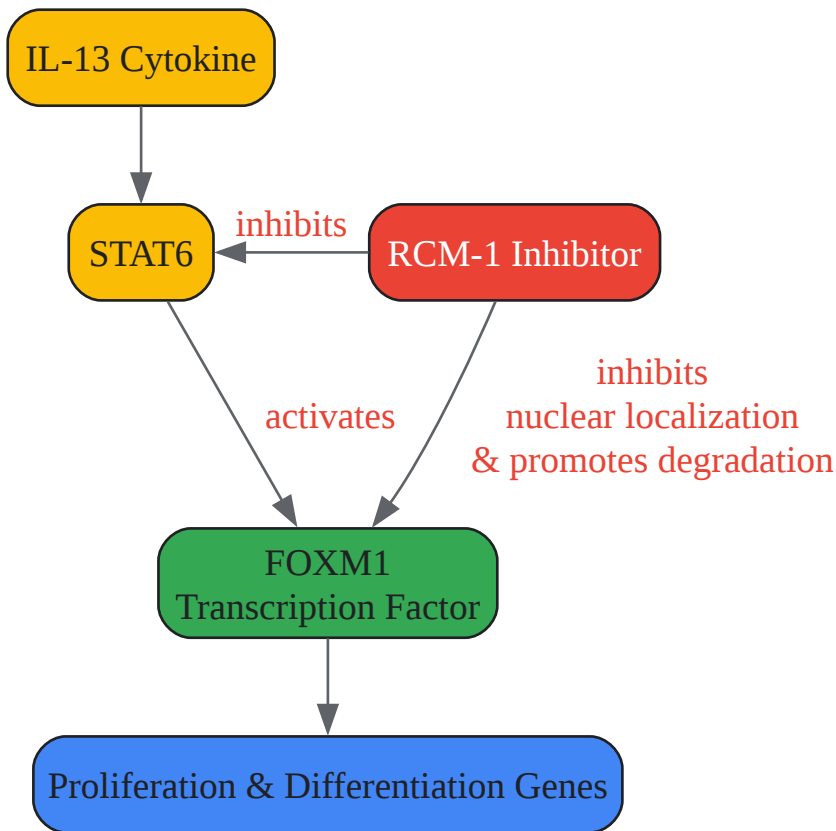 IL-13 Cytokine
inhibits
STAT6
RCM-1 Inhibitor
activates
inhibits
nuclear localization
& promotes degradation
FOXM1
Transcription Factor
Proliferation & Differentiation Genes